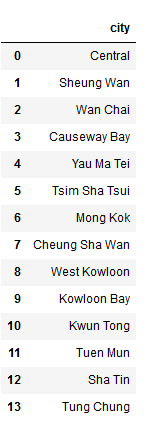 city
0 Central
1 Sheung Wan
2 Wan Chai
3 Causeway Bay
4 Yau Ma Tei
5 Tsim Sha Tsui
6 Mong Kok
7 Cheung Sha Wan
8 West Kowloon
9 Kowloon Bay
10 Kwun Tong
11 Tuen Mun
12 Sha Tin
13 Tung Chung